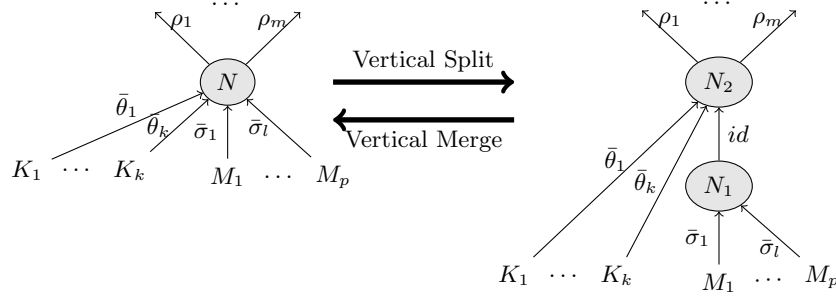 ... ...
ρ₁ ρₘ ρ₁ ρₘ
N Vertical Split N₂
Vertical Merge
θ̄₁ θ̄ₖ σ̄₁ σ̄ₗ id
K₁ ⋯ Kₖ M₁ ⋯ Mₚ
θ̄₁ θ̄ₖ N₁
σ̄₁ σ̄ₗ
K₁ ⋯ Kₖ M₁ ⋯ Mₚ